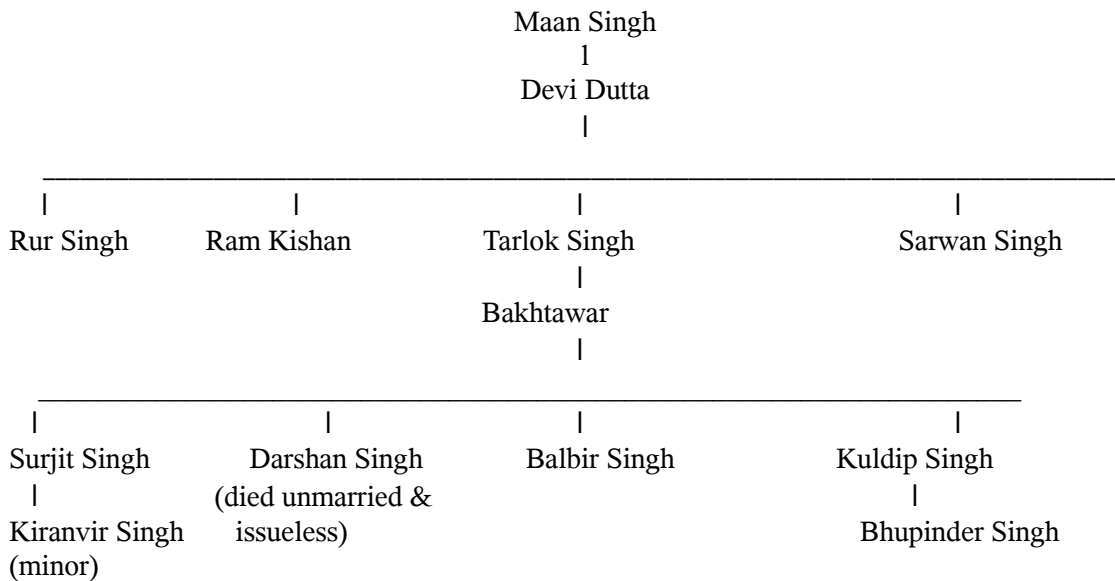 Maan Singh
l
Devi Dutta
Rur Singh Ram Kishan Tarlok Singh Sarwan Singh
Bakhtawar
Surjit Singh Darshan Singh Balbir Singh Kuldip Singh
(died unmarried &
Kiranvir Singh issueless) Bhupinder Singh
(minor)